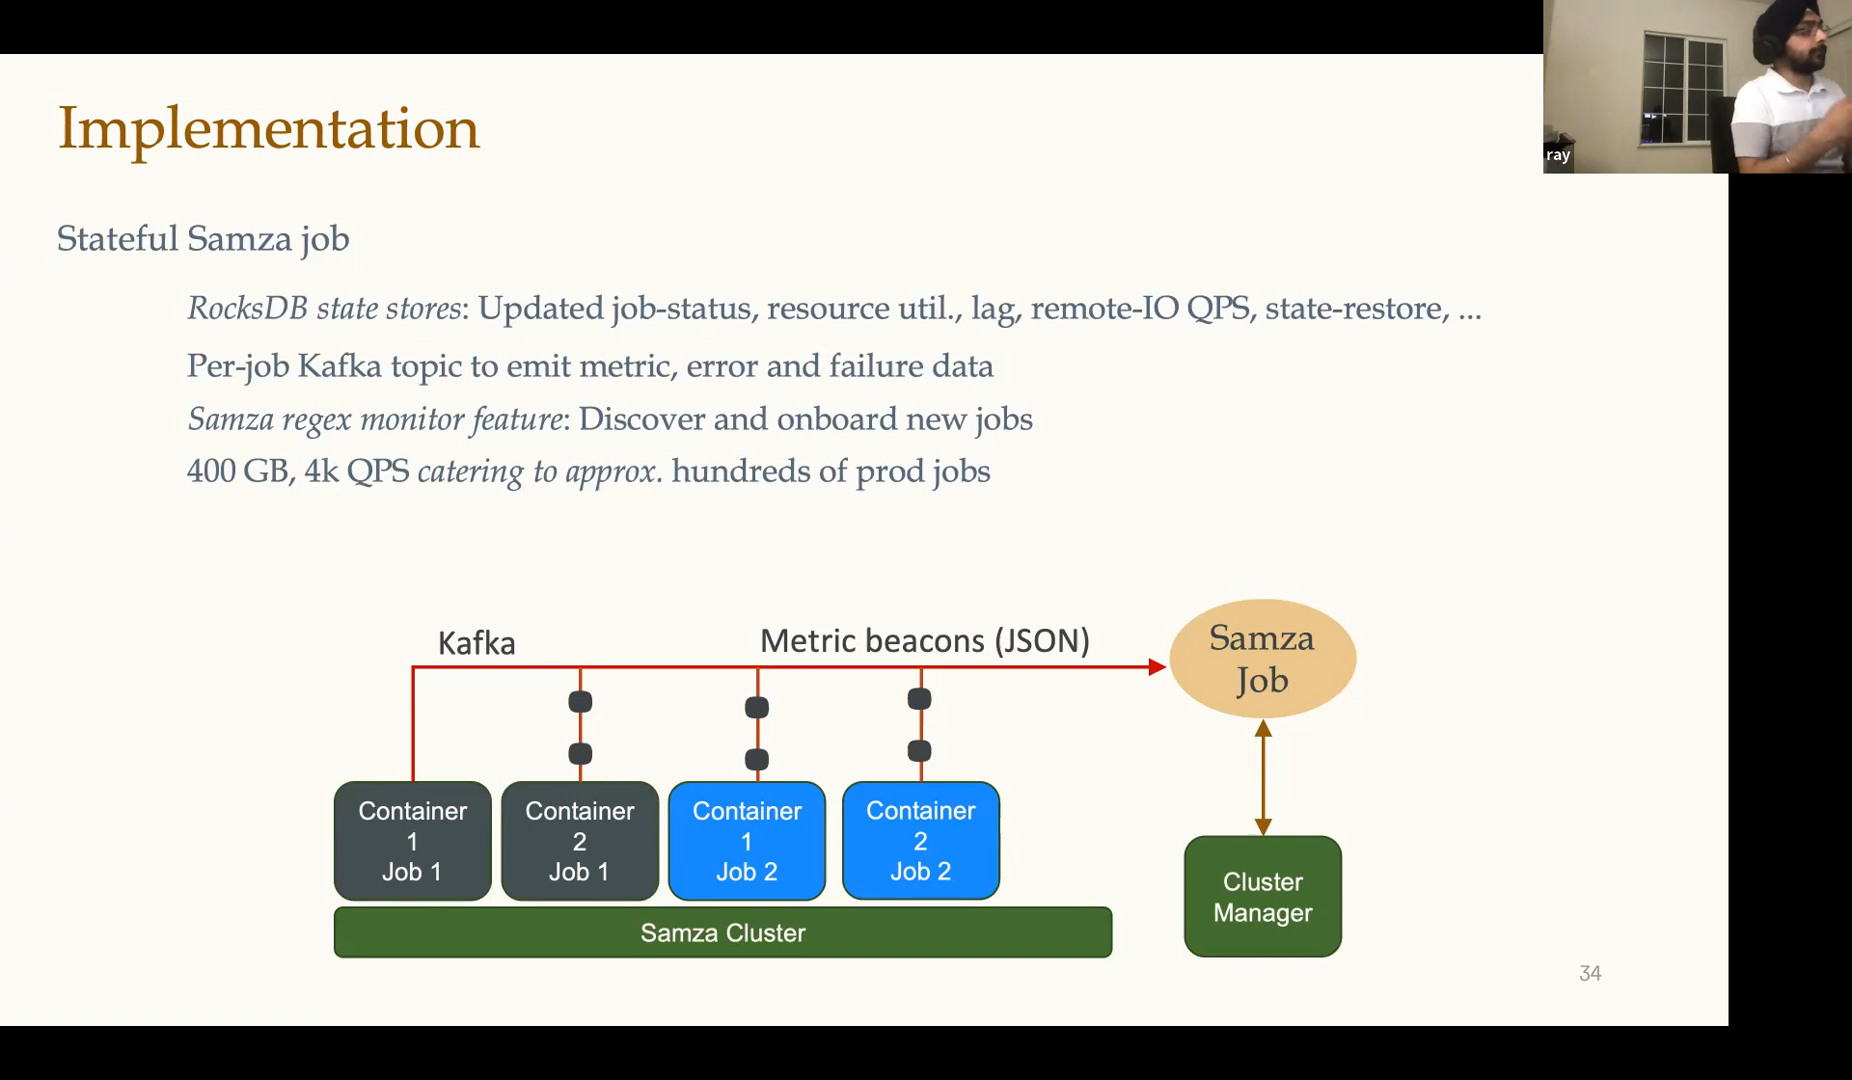 ray
Implementation
Stateful Samza job
RocksDB state stores: Updated job-status, resource util., lag, remote-IO QPS, state-restore, ...
Per-job Kafka topic to emit metric, error and failure data
Samza regex monitor feature: Discover and onboard new jobs
400 GB, 4k QPS catering to approx. hundreds of prod jobs
Kafka
Metric beacons (JSON)
Samza
Job
Container
1
Job 1
Container
2
Job 1
Container
1
Job 2
Container
2
Job 2
Cluster
Manager
Samza Cluster
34